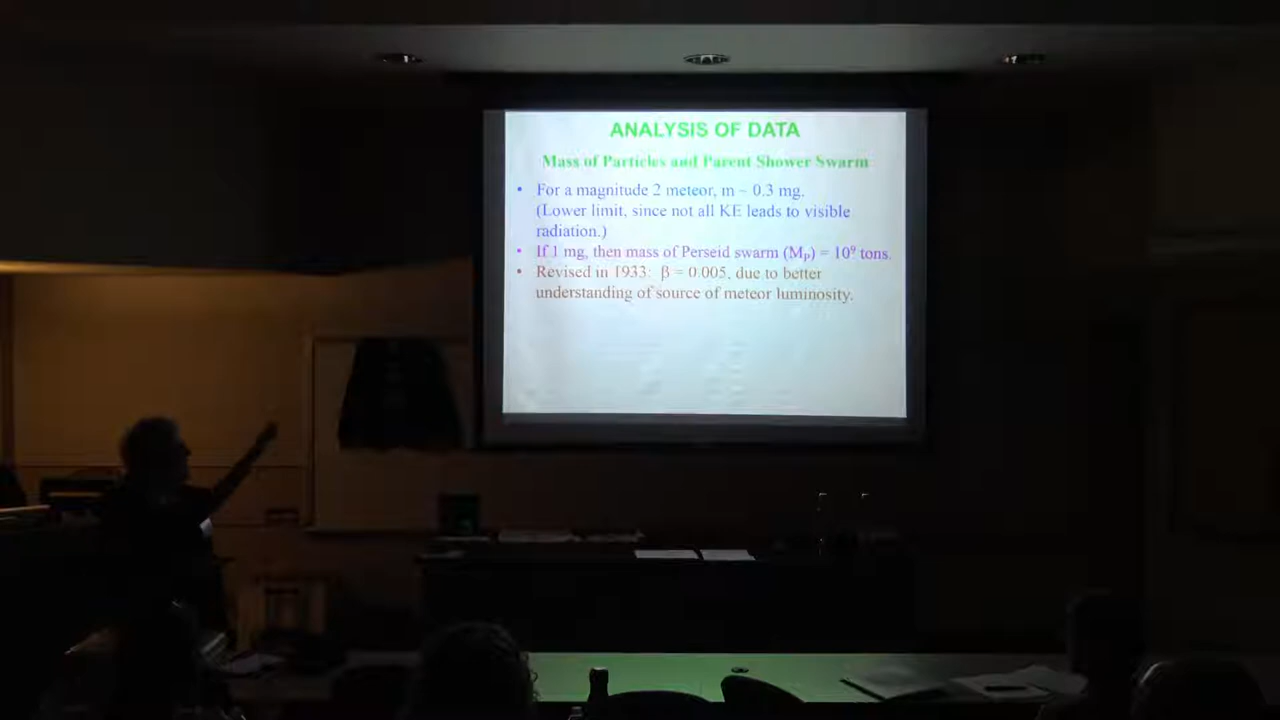 ANALYSIS OF DATA
Mass of Particles and Parent Shower Swarm
• For a magnitude 2 meteor, m ~ 0.3 mg.
(Lower limit, since not all KE leads to visible
radiation.)
• If 1 mg, then mass of Perseid swarm (Mₚ) = 10⁹ tons.
• Revised in 1933: β = 0.005, due to better
understanding of source of meteor luminosity.